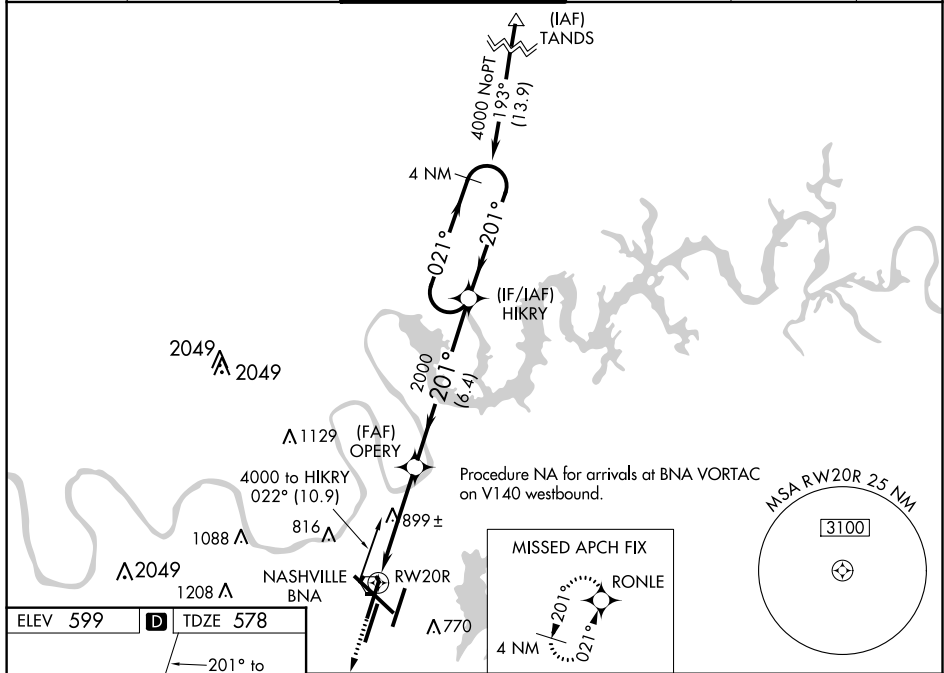 (IAF)
TANDS
4000 NoPT
193°
(13.9)
4 NM
021°
201°
(IF/IAF)
HIKRY
2049
2049
2000
201°
(6.4)
1129
(FAF)
OPERY
4000 to HIKRY
022° (10.9)
Procedure NA for arrivals at BNA VORTAC
on V140 westbound.
MSA RW20R 25 NM
3100
899 ±
816
1088
2049
1208
NASHVILLE
BNA
RW20R
770
MISSED APCH FIX
RONLE
201°
021°
4 NM
ELEV 599 D TDZE 578
201° to